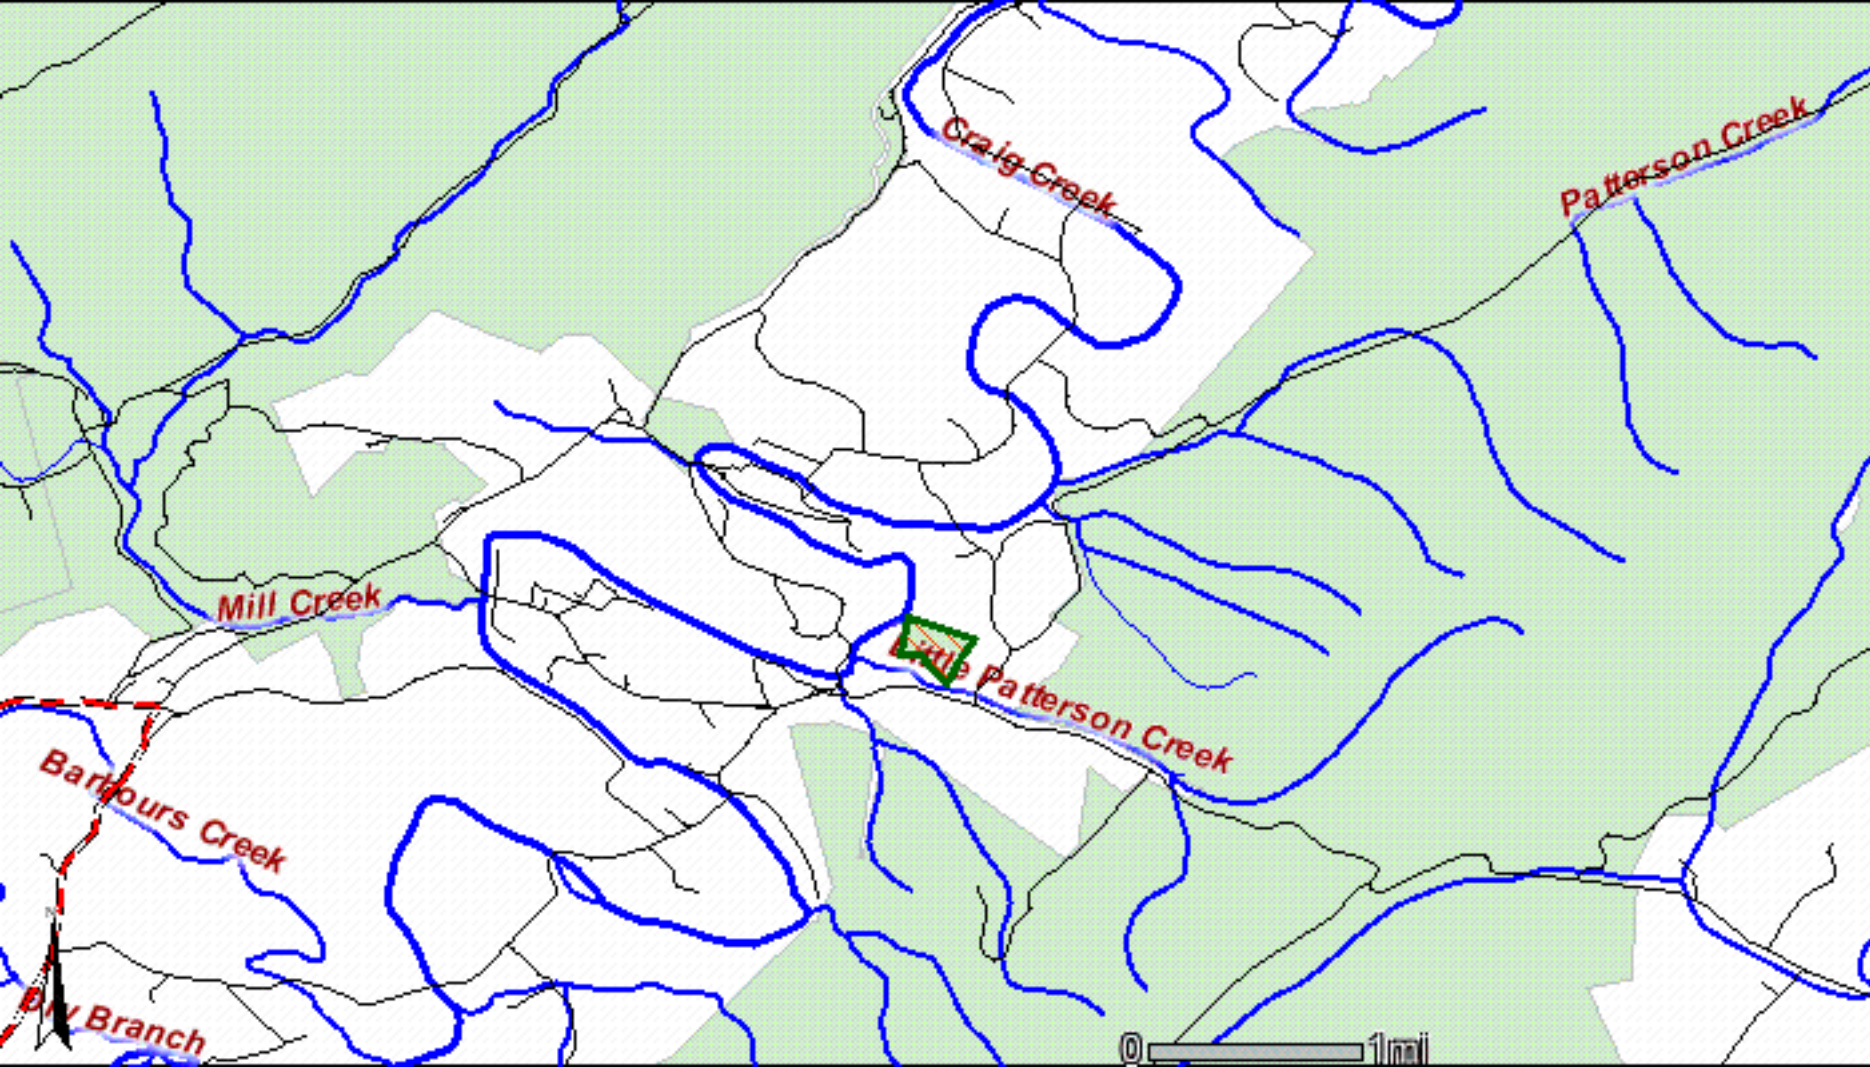 Craig Creek
Patterson Creek
Mill Creek
Little Patterson Creek
Barbours Creek
N
Dry Branch
0 1mi